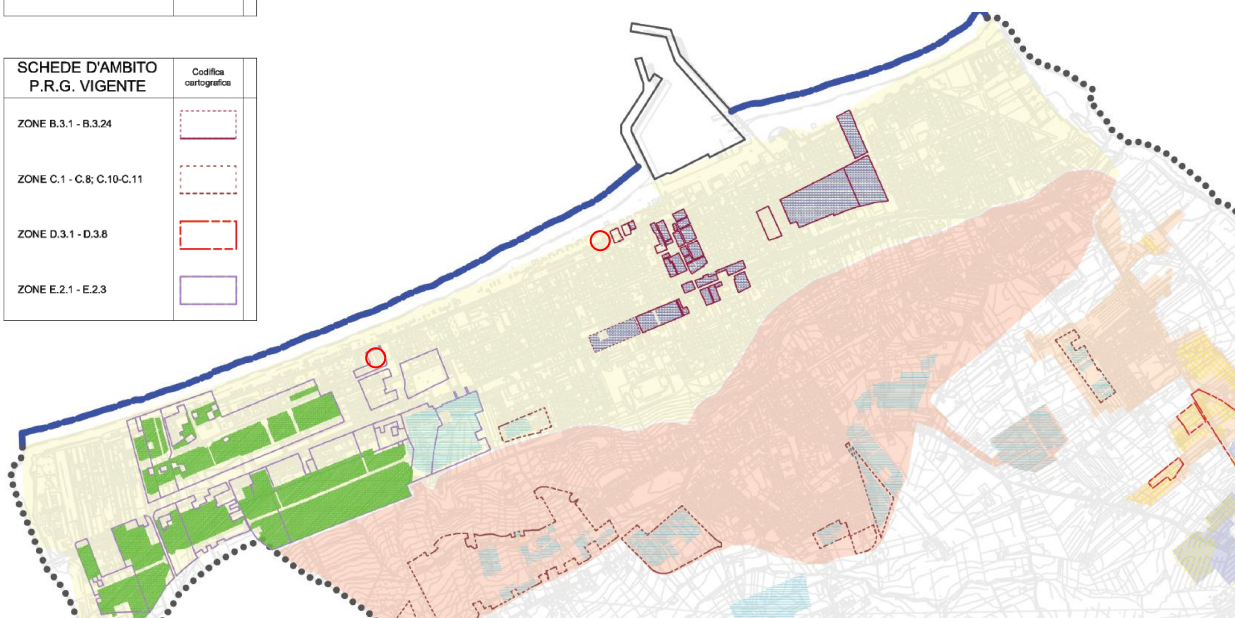 SCHEDE D'AMBITO
P.R.G. VIGENTE
Codifica
cartografica
ZONE B.3.1 - B.3.24
ZONE C.1 - C.8; C.10-C.11
ZONE D.3.1 - D.3.8
ZONE E.2.1 - E.2.3